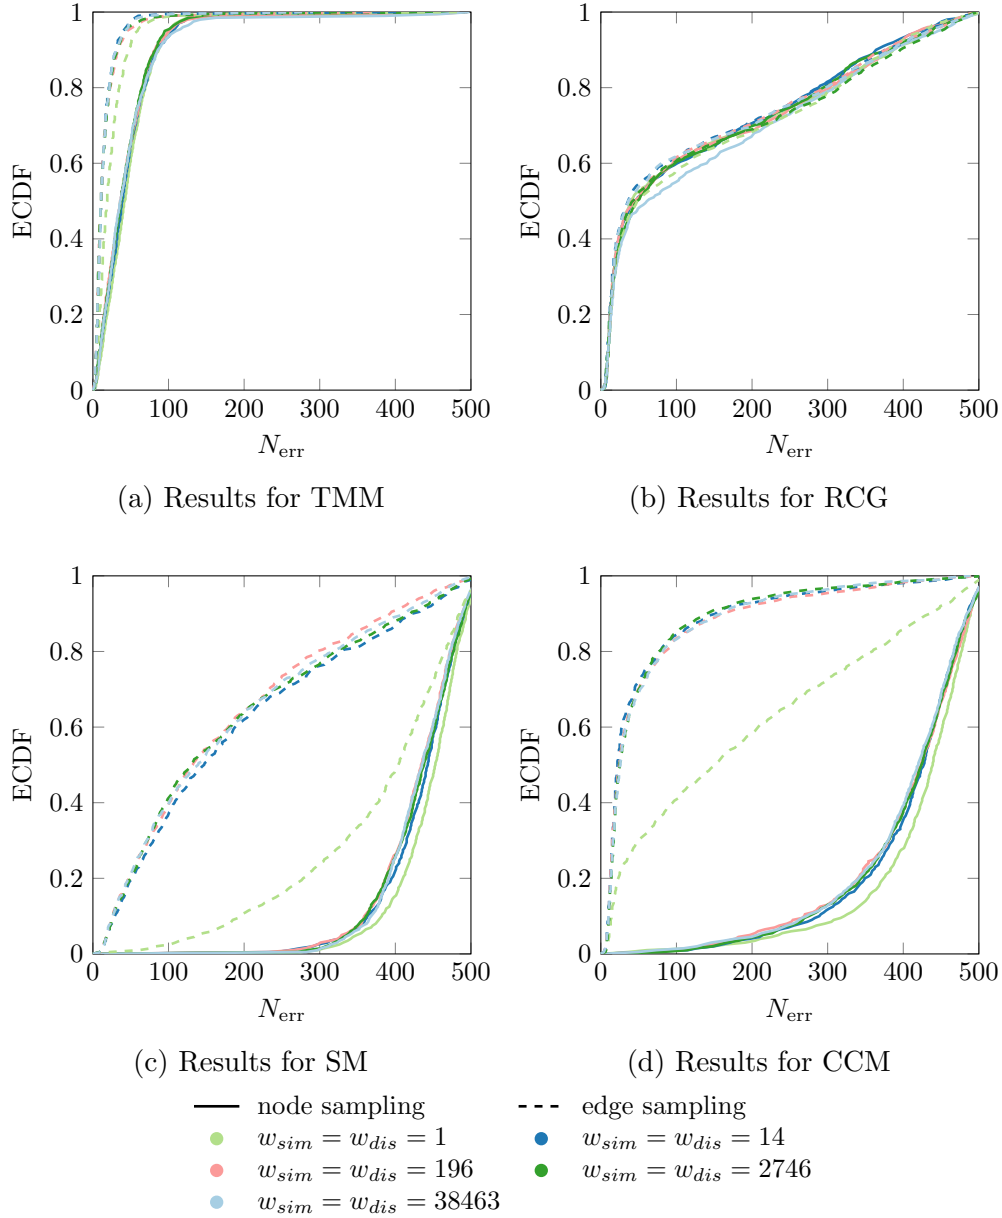 1
0.8
0.6
0.4
0.2
0
ECDF
0 100 200 300 400 500
N_err
(a) Results for TMM
1
0.8
0.6
0.4
0.2
0
ECDF
0 100 200 300 400 500
N_err
(b) Results for RCG
1
0.8
0.6
0.4
0.2
0
ECDF
0 100 200 300 400 500
N_err
(c) Results for SM
1
0.8
0.6
0.4
0.2
0
ECDF
0 100 200 300 400 500
N_err
(d) Results for CCM
node sampling edge sampling
w_sim = w_dis = 1 w_sim = w_dis = 14
w_sim = w_dis = 196 w_sim = w_dis = 2746
w_sim = w_dis = 38463